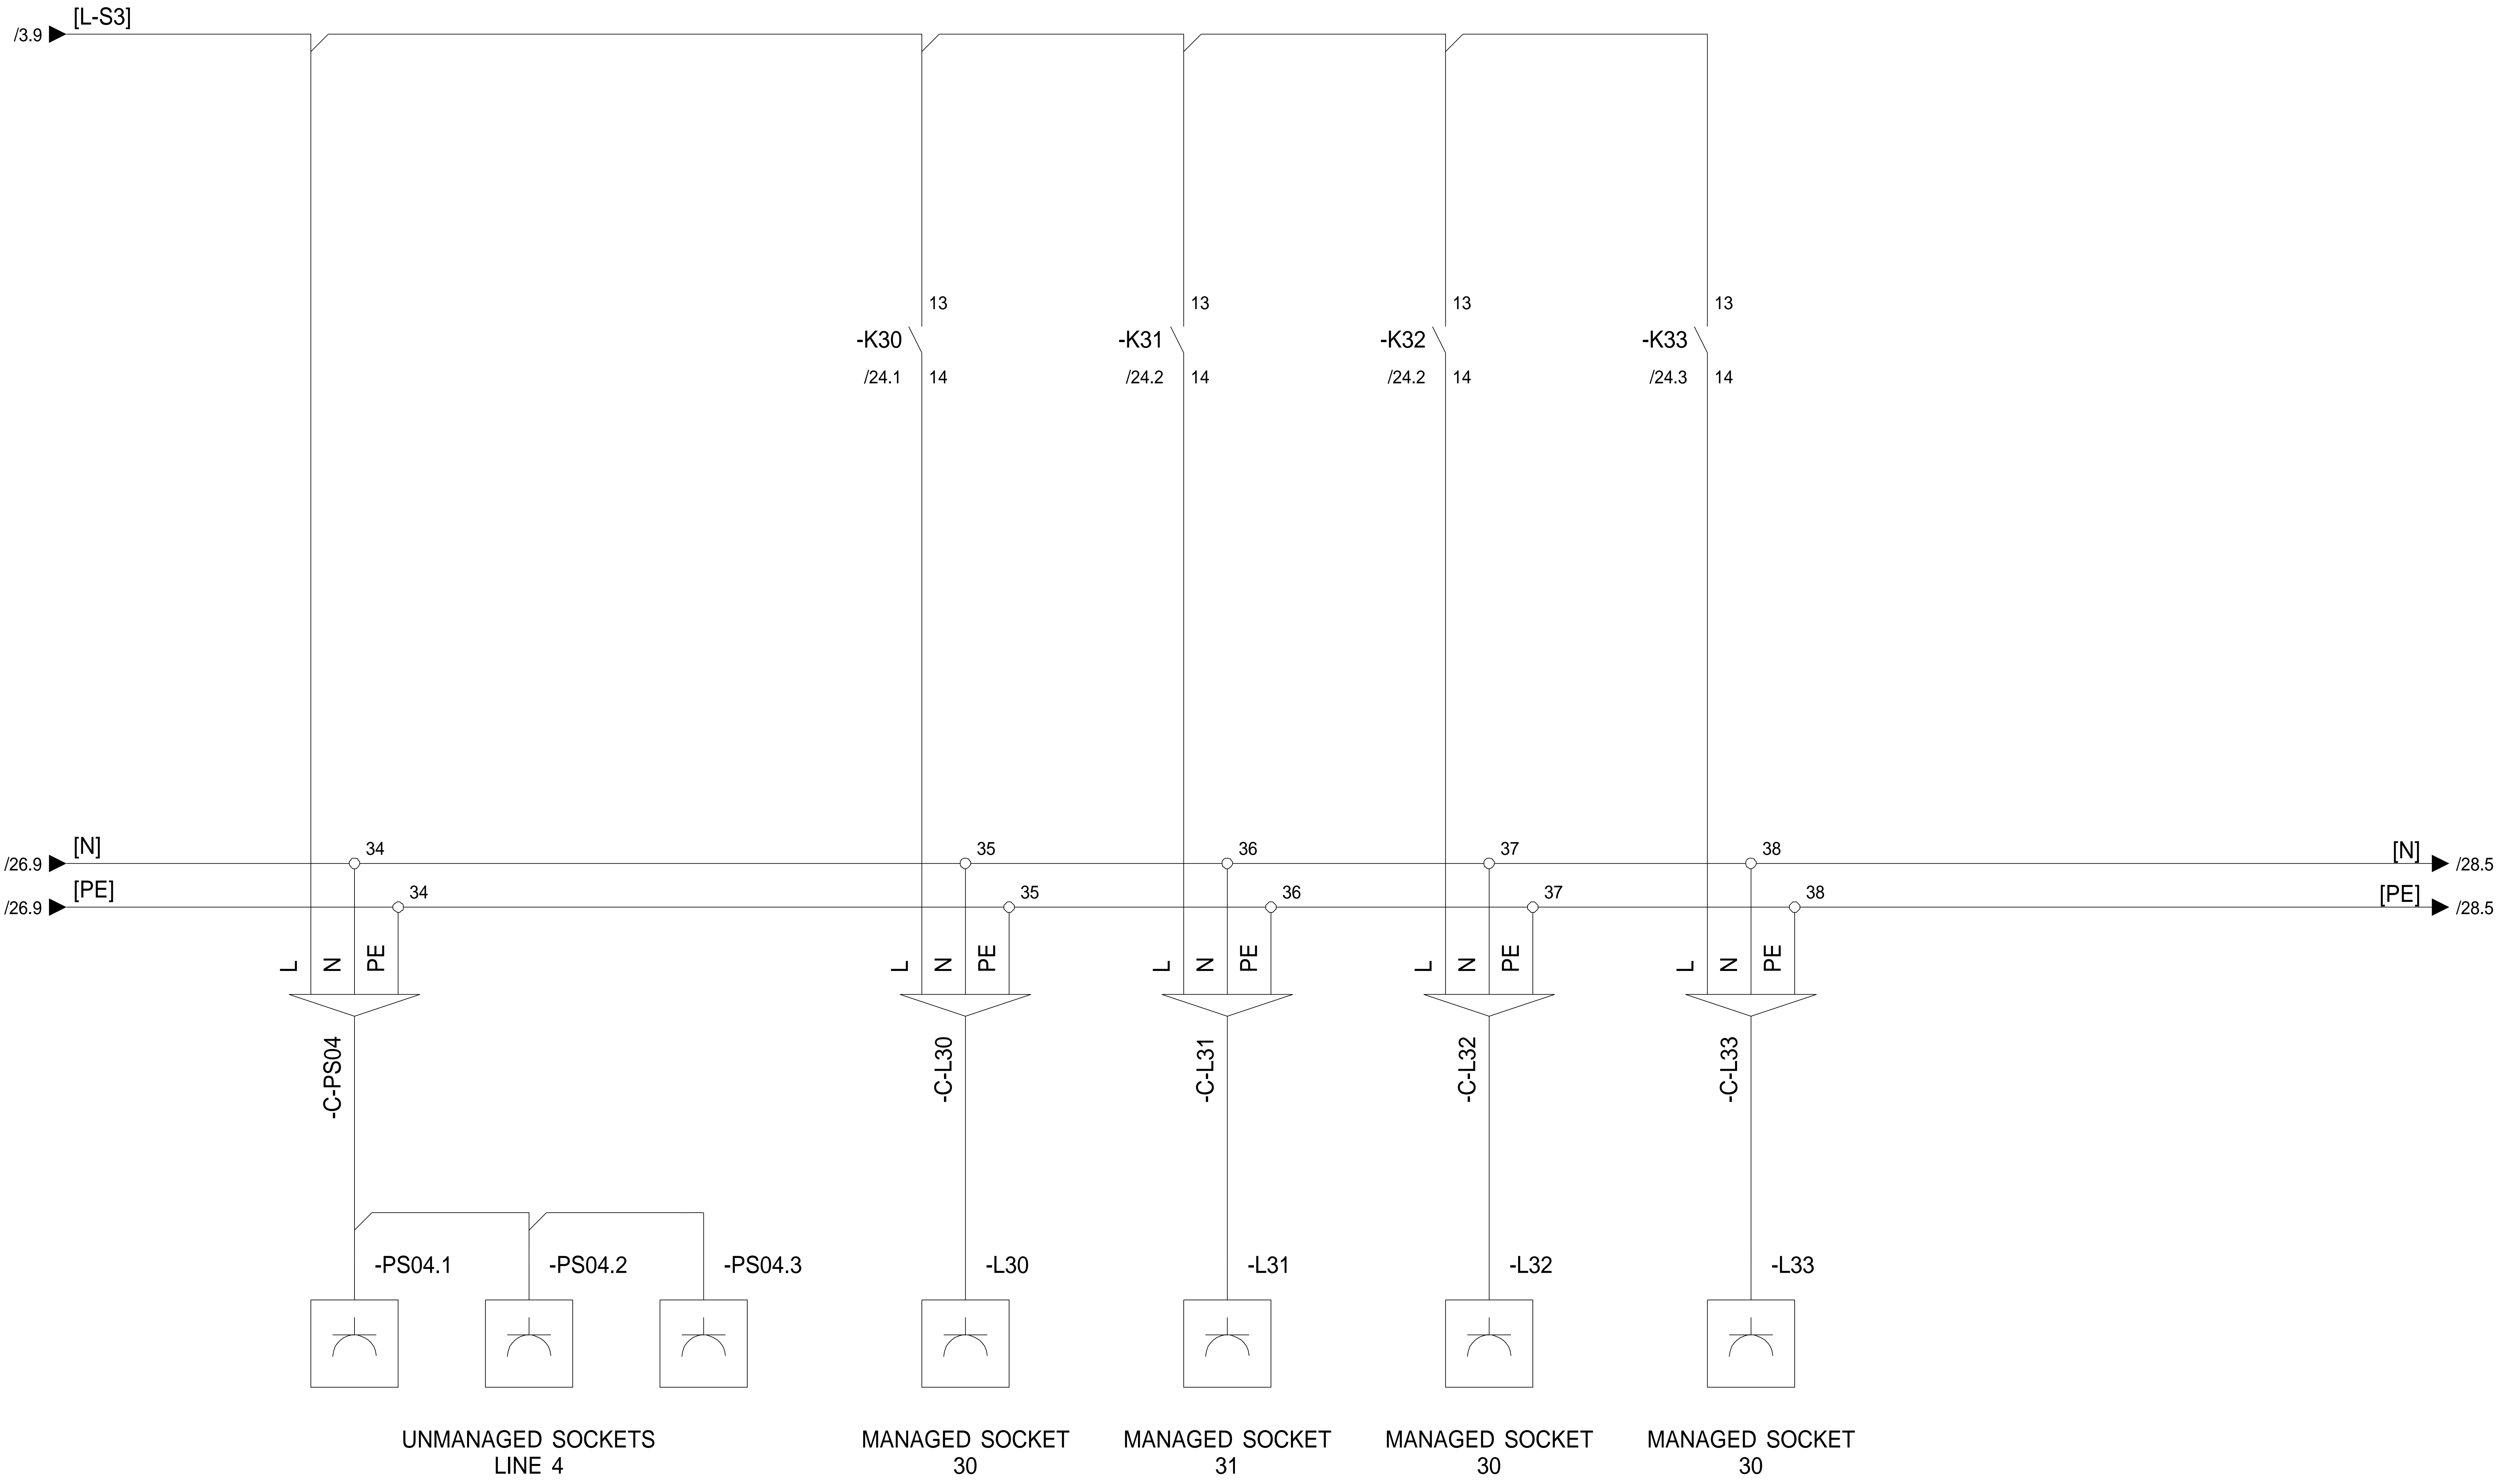 [L-S3]
/3.9
13 13 13 13
-K30 -K31 -K32 -K33
/24.1 14 /24.2 14 /24.2 14 /24.3 14
[N] 34 35 36 37 38 [N]
/26.9 /28.5
[PE] 34 35 36 37 38 [PE]
/26.9 /28.5
L N PE L N PE L N PE L N PE L N PE
-C-PS04 -C-L30 -C-L31 -C-L32 -C-L33
-PS04.1 -PS04.2 -PS04.3 -L30 -L31 -L32 -L33
UNMANAGED SOCKETS MANAGED SOCKET MANAGED SOCKET MANAGED SOCKET MANAGED SOCKET
LINE 4 30 31 30 30